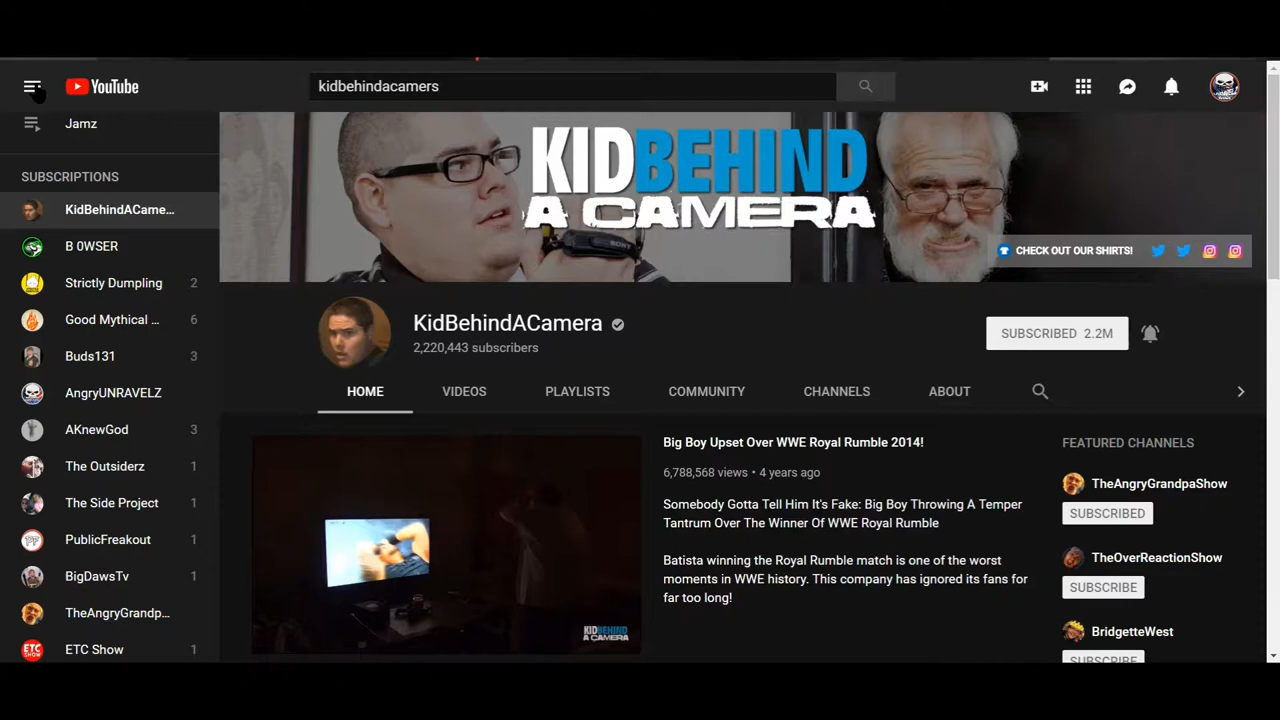 YouTube
kidbehindacamers
Jamz
SUBSCRIPTIONS
KidBehindACame...
B 0WSER
Strictly Dumpling 2
Good Mythical ... 6
Buds131 3
AngryUNRAVELZ
AKnewGod 3
The Outsiderz 1
The Side Project 1
PublicFreakout 1
BigDawsTv 1
TheAngryGrandp...
ETC Show 1
KIDBEHIND
A CAMERA
SONY
CHECK OUT OUR SHIRTS!
KidBehindACamera
2,220,443 subscribers
SUBSCRIBED 2.2M
HOME VIDEOS PLAYLISTS COMMUNITY CHANNELS ABOUT
Big Boy Upset Over WWE Royal Rumble 2014!
6,788,568 views • 4 years ago
Somebody Gotta Tell Him It's Fake: Big Boy Throwing A Temper
Tantrum Over The Winner Of WWE Royal Rumble
Batista winning the Royal Rumble match is one of the worst
moments in WWE history. This company has ignored its fans for
far too long!
KIDBEHIND
A CAMERA
FEATURED CHANNELS
TheAngryGrandpaShow
SUBSCRIBED
TheOverReactionShow
SUBSCRIBE
BridgetteWest
SUBSCRIBE